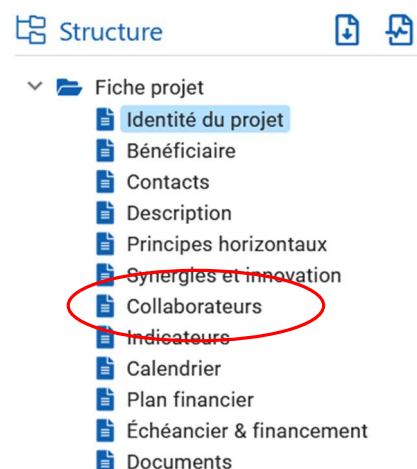 Structure
Fiche projet
Identité du projet
Bénéficiaire
Contacts
Description
Principes horizontaux
Synergies et innovation
Collaborateurs
Indicateurs
Calendrier
Plan financier
Échéancier & financement
Documents